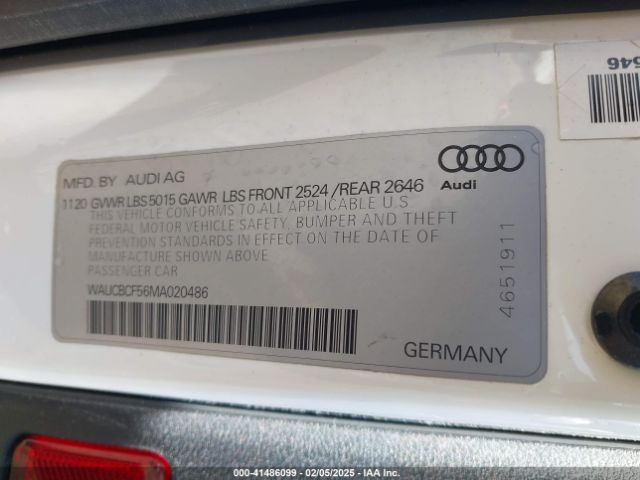 MFD. BY AUDI AG
1120 GVWR LBS 5015 GAWR LBS FRONT 2524 /REAR 2646
THIS VEHICLE CONFORMS TO ALL APPLICABLE U.S
FEDERAL MOTOR VEHICLE SAFETY, BUMPER AND THEFT
PREVENTION STANDARDS IN EFFECT ON THE DATE OF
MANUFACTURE SHOWN ABOVE
PASSENGER CAR
WAUCBCF56MA020486
GERMANY
Audi
4651911
546
000-41486099 — 02/05/2025 — IAA Inc.